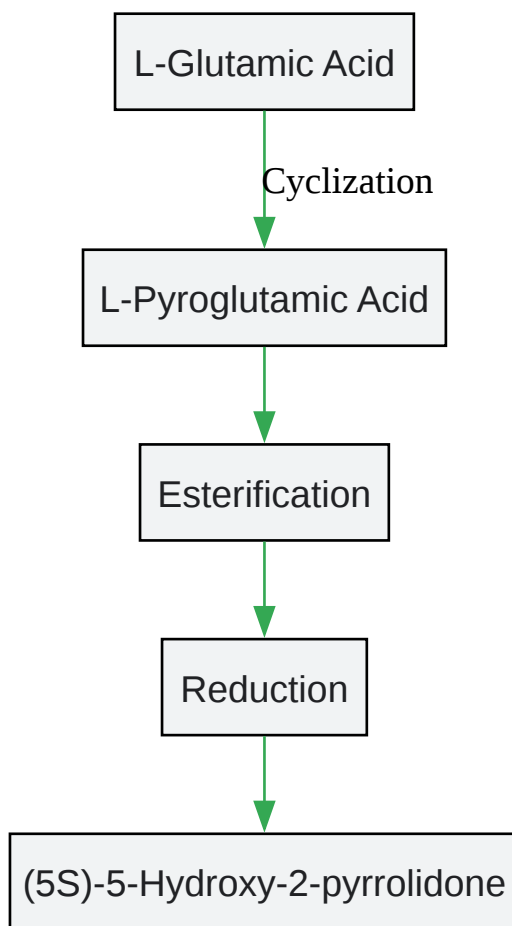 L-Glutamic Acid
Cyclization
L-Pyroglutamic Acid
Esterification
Reduction
(5S)-5-Hydroxy-2-pyrrolidone